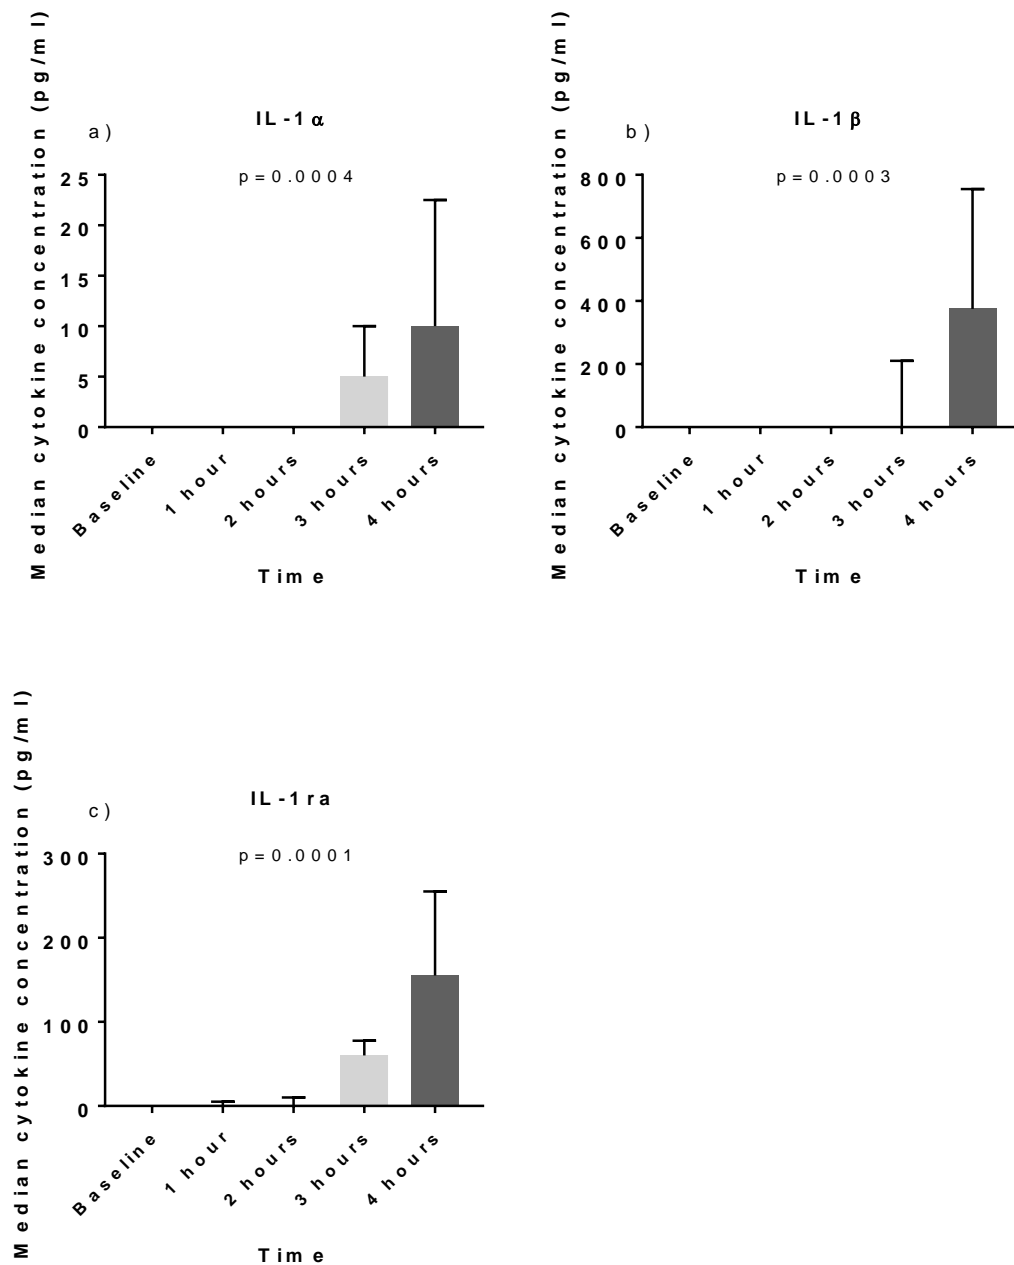 a)
IL-1α
p=0.0004
Median cytokine concentration (pg/ml)
25
20
15
10
5
0
Baseline
1 hour
2 hours
3 hours
4 hours
Time
b)
IL-1β
p=0.0003
Median cytokine concentration (pg/ml)
800
600
400
200
0
Baseline
1 hour
2 hours
3 hours
4 hours
Time
c)
IL-1ra
p=0.0001
Median cytokine concentration (pg/ml)
300
200
100
0
Baseline
1 hour
2 hours
3 hours
4 hours
Time